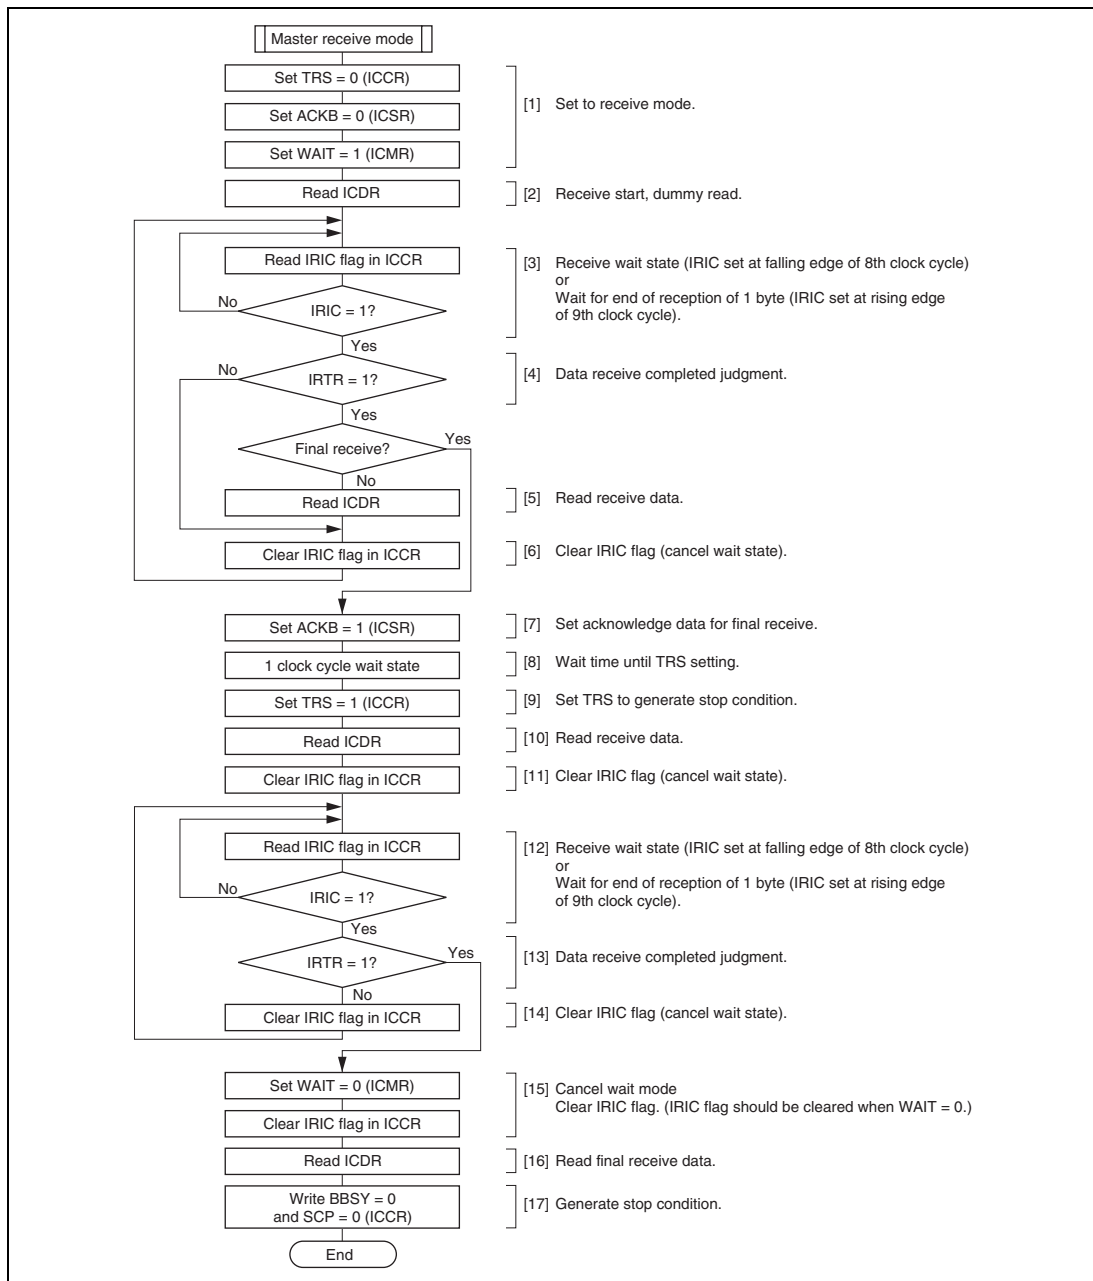 Master receive mode
Set TRS = 0 (ICCR)
[1] Set to receive mode.
Set ACKB = 0 (ICSR)
Set WAIT = 1 (ICMR)
Read ICDR
[2] Receive start, dummy read.
Read IRIC flag in ICCR
[3] Receive wait state (IRIC set at falling edge of 8th clock cycle)
or
Wait for end of reception of 1 byte (IRIC set at rising edge
of 9th clock cycle).
No
IRIC = 1?
Yes
No
IRTR = 1?
[4] Data receive completed judgment.
Yes
Final receive?
Yes
No
Read ICDR
[5] Read receive data.
Clear IRIC flag in ICCR
[6] Clear IRIC flag (cancel wait state).
Set ACKB = 1 (ICSR)
[7] Set acknowledge data for final receive.
1 clock cycle wait state
[8] Wait time until TRS setting.
Set TRS = 1 (ICCR)
[9] Set TRS to generate stop condition.
Read ICDR
[10] Read receive data.
Clear IRIC flag in ICCR
[11] Clear IRIC flag (cancel wait state).
Read IRIC flag in ICCR
[12] Receive wait state (IRIC set at falling edge of 8th clock cycle)
or
Wait for end of reception of 1 byte (IRIC set at rising edge
of 9th clock cycle).
No
IRIC = 1?
Yes
IRTR = 1?
Yes
[13] Data receive completed judgment.
No
Clear IRIC flag in ICCR
[14] Clear IRIC flag (cancel wait state).
Set WAIT = 0 (ICMR)
[15] Cancel wait mode
Clear IRIC flag. (IRIC flag should be cleared when WAIT = 0.)
Clear IRIC flag in ICCR
Read ICDR
[16] Read final receive data.
Write BBSY = 0
and SCP = 0 (ICCR)
[17] Generate stop condition.
End